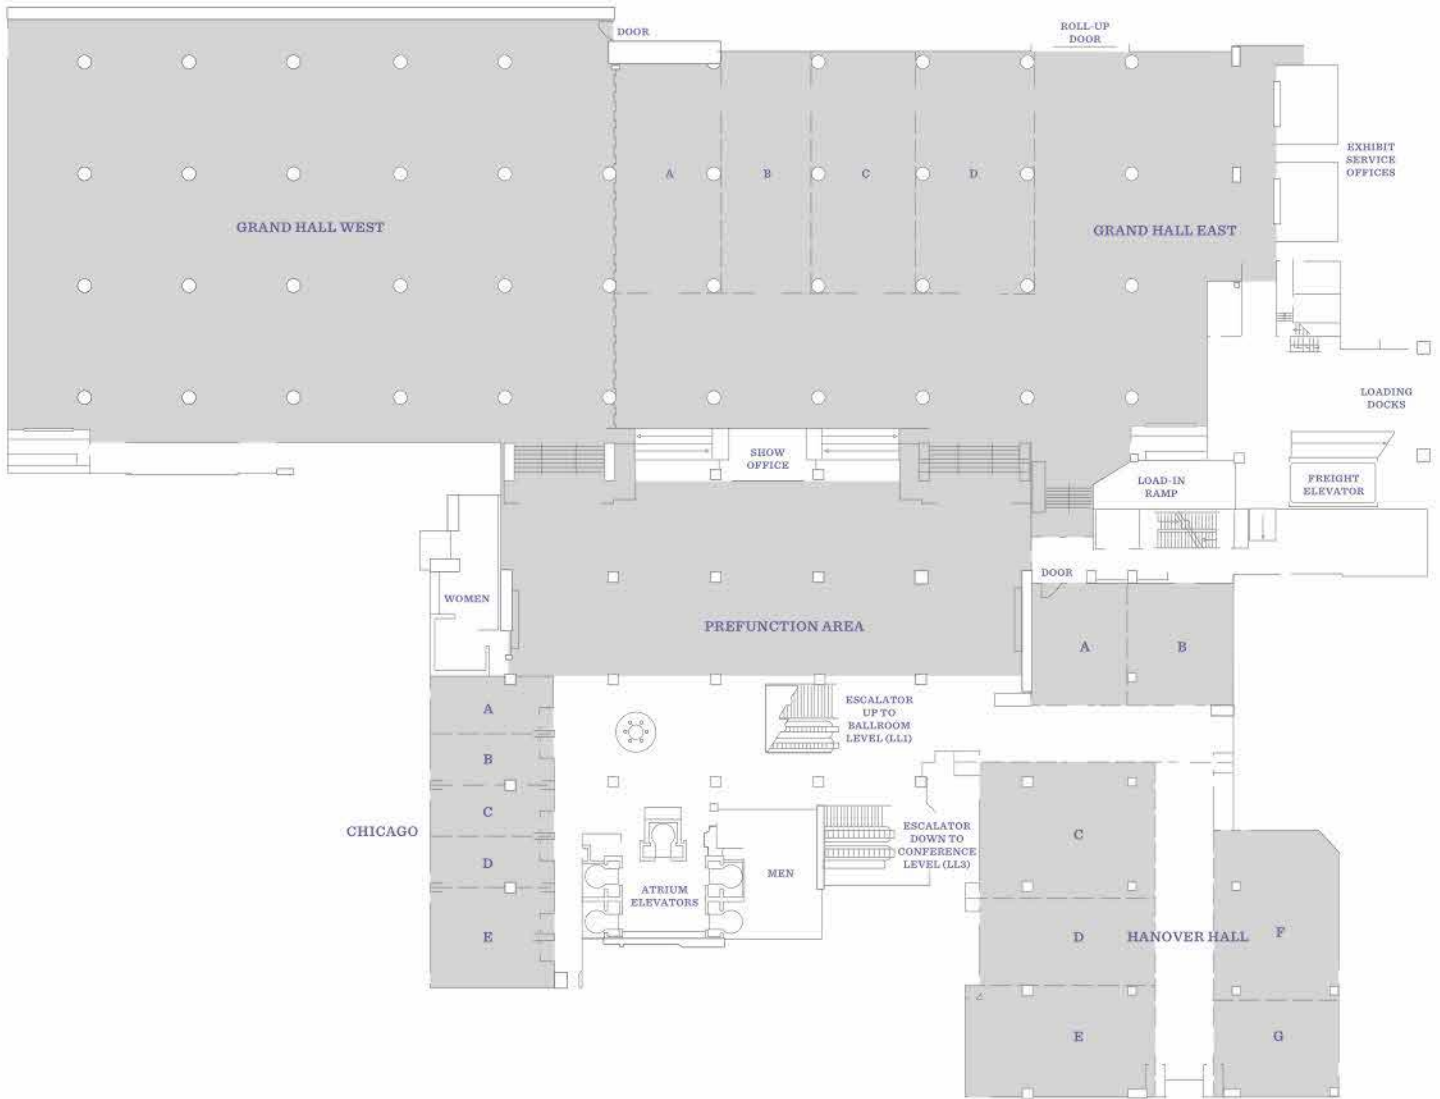 DOOR
ROLL-UP
DOOR
EXHIBIT
SERVICE
OFFICES
A
B
C
D
GRAND HALL WEST
GRAND HALL EAST
LOADING
DOCKS
SHOW
OFFICE
LOAD-IN
RAMP
FREIGHT
ELEVATOR
DOOR
WOMEN
PREFUNCTION AREA
A
B
A
B
C
D
E
CHICAGO
ESCALATOR
UP TO
BALLROOM
LEVEL (LL1)
ESCALATOR
DOWN TO
CONFERENCE
LEVEL (LL3)
MEN
ATRIUM
ELEVATORS
C
D
HANOVER HALL
F
E
G